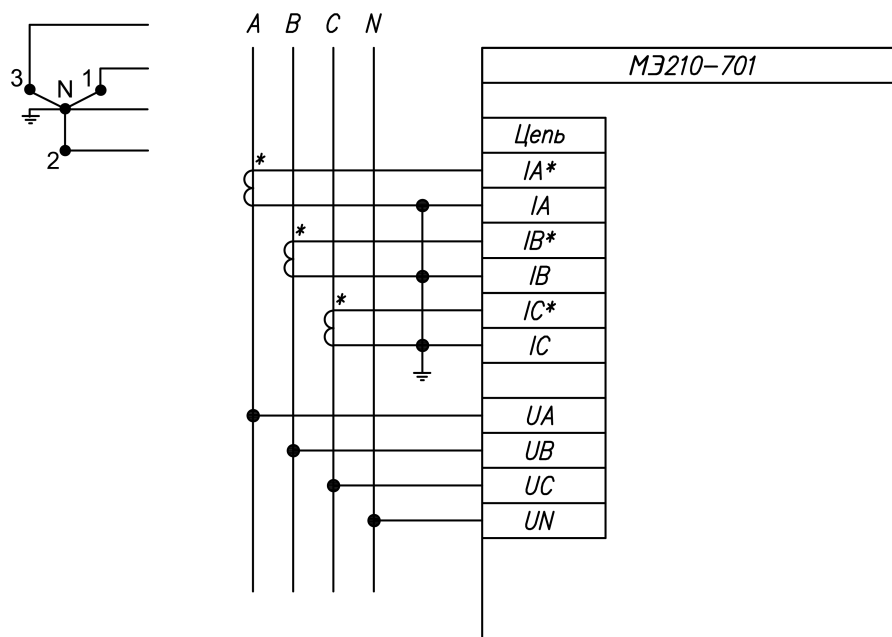 A B C N
3 N 1
2
МЭ210-701
Цепь
*
IA*
IA
*
IB*
IB
*
IC*
IC
UA
UB
UC
UN